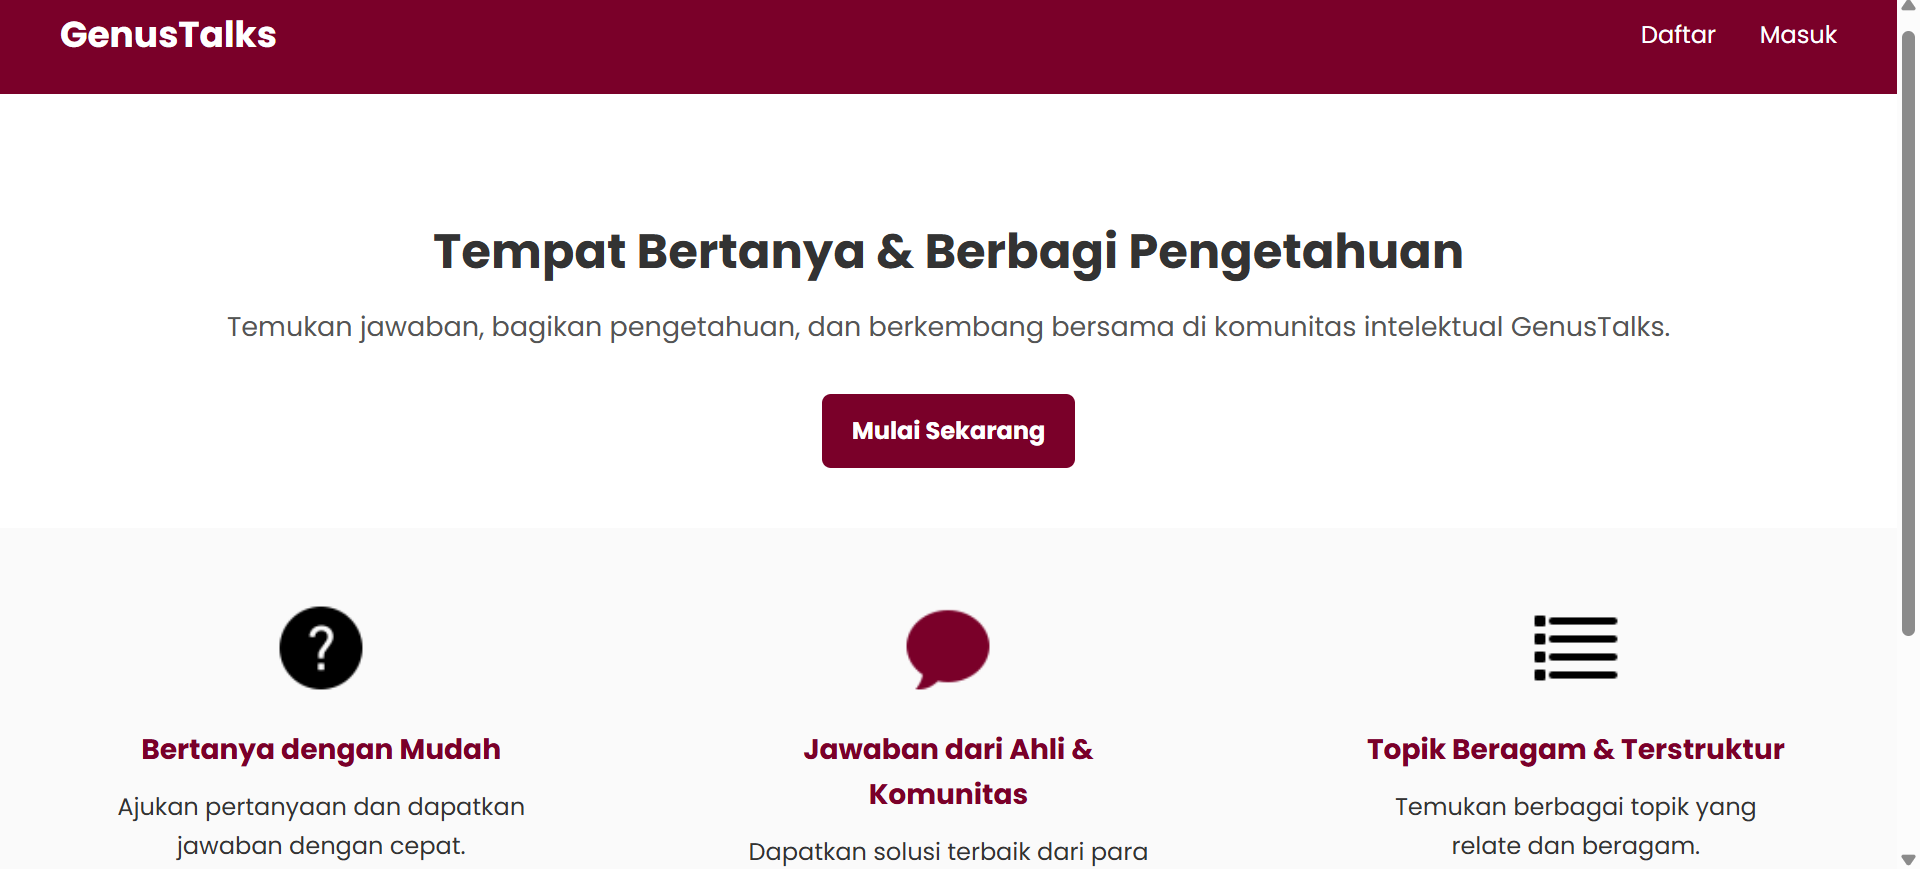 GenusTalks
Daftar
Masuk
Tempat Bertanya & Berbagi Pengetahuan
Temukan jawaban, bagikan pengetahuan, dan berkembang bersama di komunitas intelektual GenusTalks.
Mulai Sekarang
?
Bertanya dengan Mudah
Ajukan pertanyaan dan dapatkan
jawaban dengan cepat.
Jawaban dari Ahli &
Komunitas
Dapatkan solusi terbaik dari para
Topik Beragam & Terstruktur
Temukan berbagai topik yang
relate dan beragam.